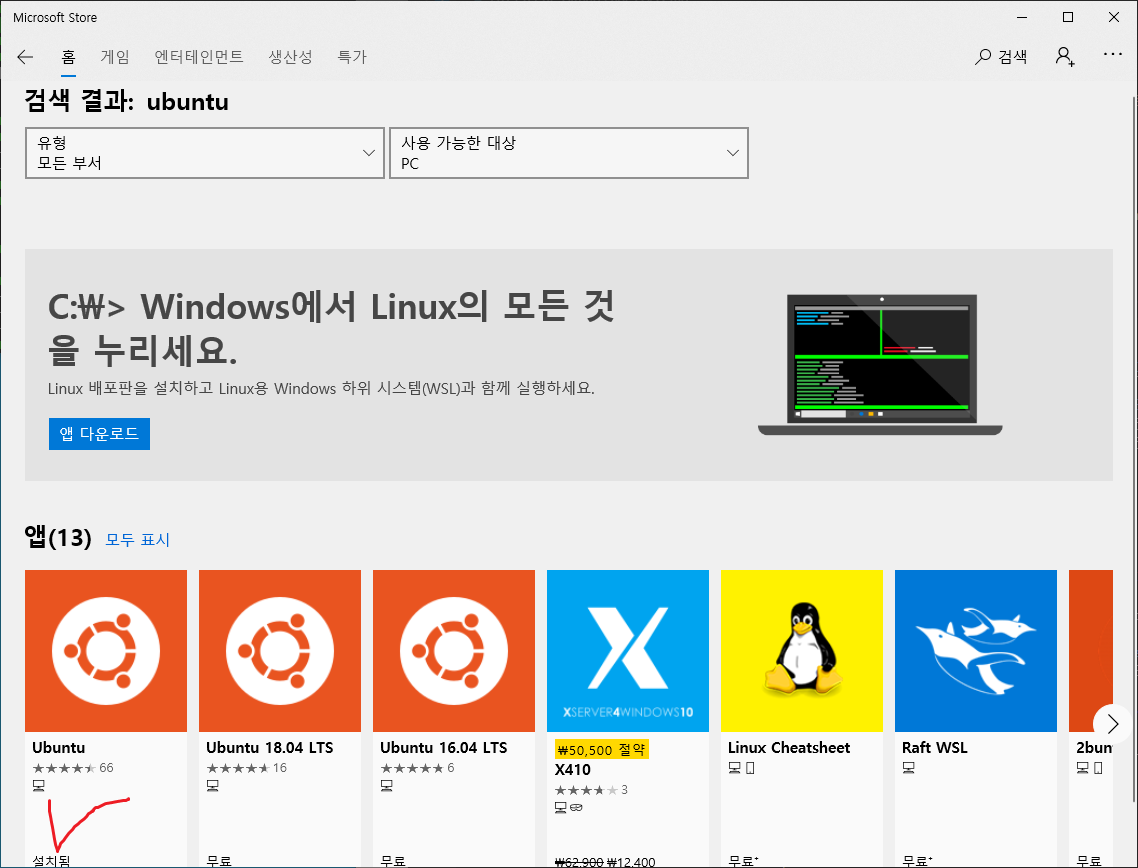 Microsoft Store
홈 게임 엔터테인먼트 생산성 특가 검색
검색 결과: ubuntu
유형
모든 부서
사용 가능한 대상
PC
C:₩> Windows에서 Linux의 모든 것
을 누리세요.
Linux 배포판을 설치하고 Linux용 Windows 하위 시스템(WSL)과 함께 실행하세요.
앱 다운로드
앱(13) 모두 표시
XSERVER4WINDOWS10
Ubuntu
66
설치됨
Ubuntu 18.04 LTS
16
무료
Ubuntu 16.04 LTS
6
무료
₩50,500 절약
X410
3
₩62,900 ₩12,400
Linux Cheatsheet
무료+
Raft WSL
무료+
2bun
무료